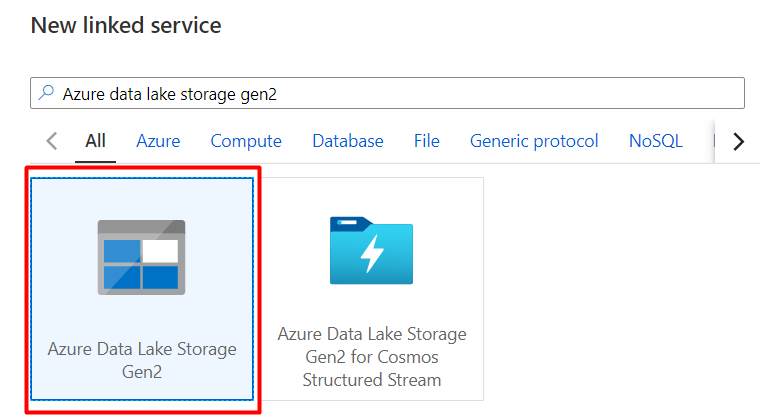 New linked service
Azure data lake storage gen2
All Azure Compute Database File Generic protocol NoSQL
Azure Data Lake Storage
Gen2
Azure Data Lake Storage
Gen2 for Cosmos
Structured Stream